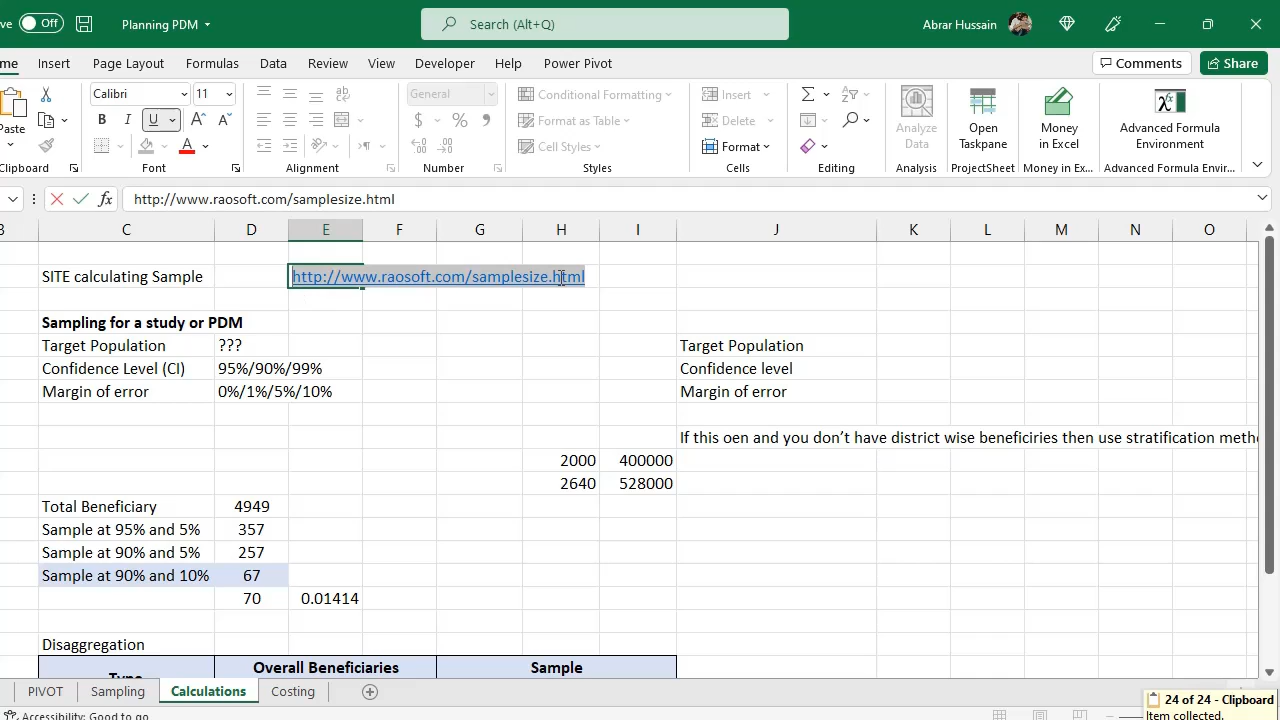 ve Off Planning PDM Search (Alt+Q) Abrar Hussain
me Insert Page Layout Formulas Data Review View Developer Help Power Pivot Comments Share
Calibri 11 General Conditional Formatting Insert
B I U A A Format as Table Delete
Paste Cell Styles Format Analyze Data Open Taskpane Money in Excel Advanced Formula Environment
Clipboard Font Alignment Number Styles Cells Editing Analysis ProjectSheet Money in Ex... Advanced Formula Envir...
fx http://www.raosoft.com/samplesize.html
B C D E F G H I J K L M N O
SITE calculating Sample http://www.raosoft.com/samplesize.html
Sampling for a study or PDM
Target Population ??? Target Population
Confidence Level (CI) 95%/90%/99% Confidence level
Margin of error 0%/1%/5%/10% Margin of error
If this oen and you don't have district wise beneficiries then use stratification meth
2000 400000
2640 528000
Total Beneficiary 4949
Sample at 95% and 5% 357
Sample at 90% and 5% 257
Sample at 90% and 10% 67
70 0.01414
Disaggregation
Type Overall Beneficiaries Sample
PIVOT Sampling Calculations Costing
24 of 24 - Clipboard
Item collected.
Accessibility: Good to go